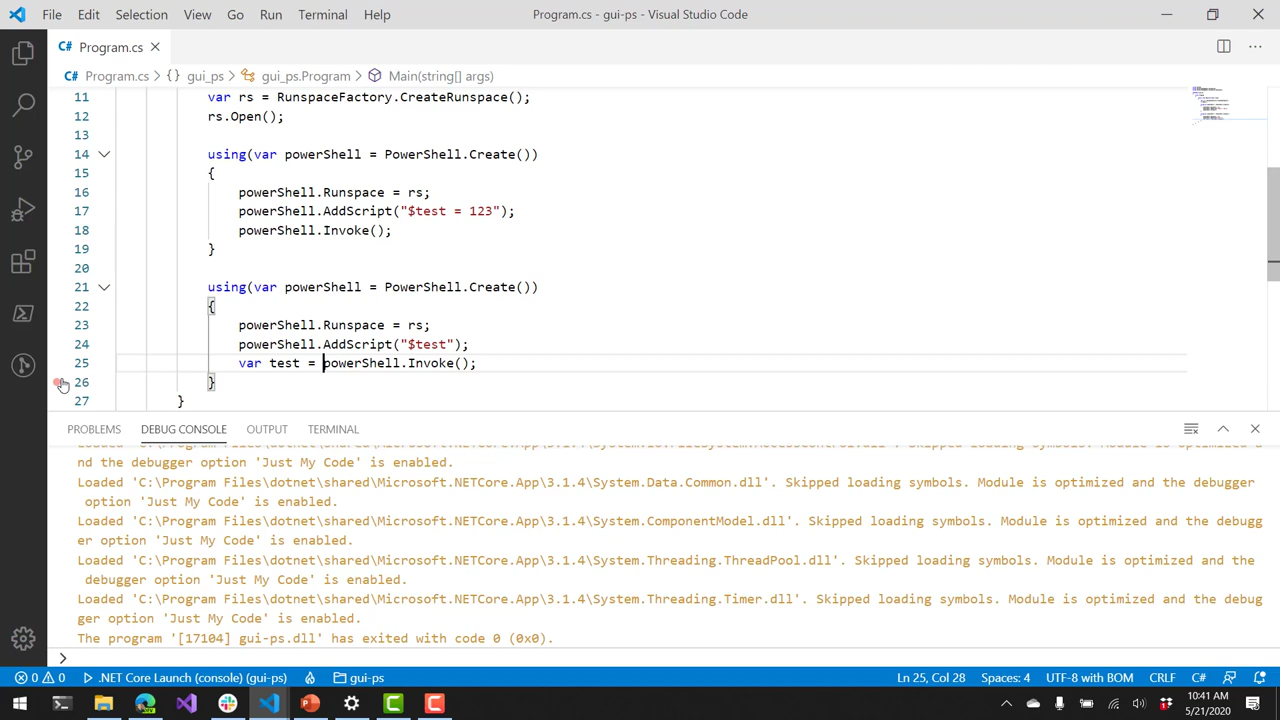 File Edit Selection View Go Run Terminal Help Program.cs - gui-ps - Visual Studio Code
C# Program.cs
C# Program.cs > {} gui_ps > gui_ps.Program > Main(string[] args)
11 var rs = RunspaceFactory.CreateRunspace();
12 rs.Open();
13
14 using(var powerShell = PowerShell.Create())
15 {
16 powerShell.Runspace = rs;
17 powerShell.AddScript("$test = 123");
18 powerShell.Invoke();
19 }
20
21 using(var powerShell = PowerShell.Create())
22 {
23 powerShell.Runspace = rs;
24 powerShell.AddScript("$test");
25 var test = powerShell.Invoke();
26 }
27 }
PROBLEMS DEBUG CONSOLE OUTPUT TERMINAL
nd the debugger option 'Just My Code' is enabled.
Loaded 'C:\Program Files\dotnet\shared\Microsoft.NETCore.App\3.1.4\System.Data.Common.dll'. Skipped loading symbols. Module is optimized and the debugger
option 'Just My Code' is enabled.
Loaded 'C:\Program Files\dotnet\shared\Microsoft.NETCore.App\3.1.4\System.ComponentModel.dll'. Skipped loading symbols. Module is optimized and the debugg
er option 'Just My Code' is enabled.
Loaded 'C:\Program Files\dotnet\shared\Microsoft.NETCore.App\3.1.4\System.Threading.ThreadPool.dll'. Skipped loading symbols. Module is optimized and the
debugger option 'Just My Code' is enabled.
Loaded 'C:\Program Files\dotnet\shared\Microsoft.NETCore.App\3.1.4\System.Threading.Timer.dll'. Skipped loading symbols. Module is optimized and the debug
ger option 'Just My Code' is enabled.
The program '[17104] gui-ps.dll' has exited with code 0 (0x0).
>
0 0 .NET Core Launch (console) (gui-ps) gui-ps Ln 25, Col 28 Spaces: 4 UTF-8 with BOM CRLF C#
10:41 AM
5/21/2020